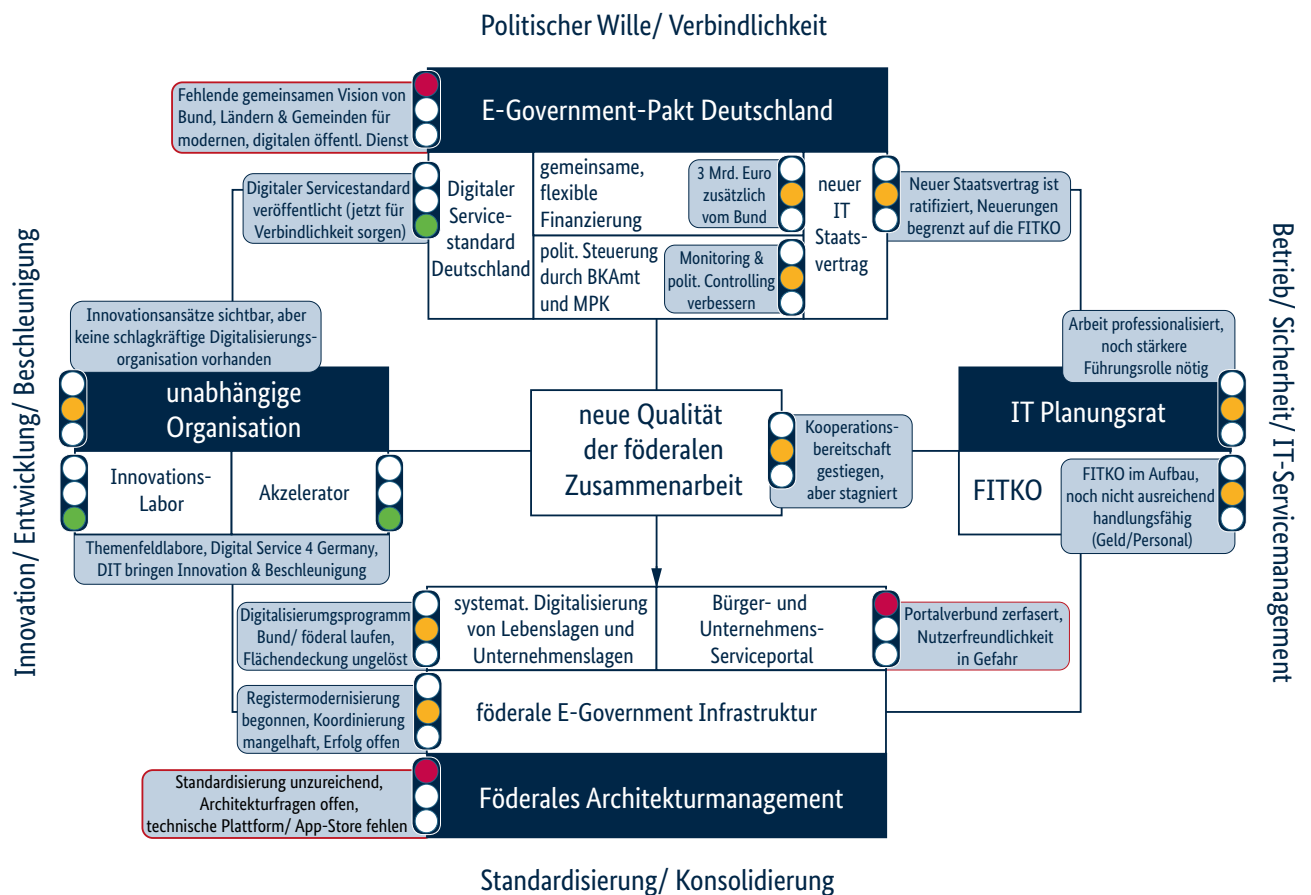 Politischer Wille/ Verbindlichkeit
Fehlende gemeinsamen Vision von
Bund, Ländern & Gemeinden für
modernen, digitalen öffentl. Dienst
E-Government-Pakt Deutschland
Digitaler Servicestandard
veröffentlicht (jetzt für
Verbindlichkeit sorgen)
Digitaler
Service-
standard
Deutschland
gemeinsame,
flexible
Finanzierung
3 Mrd. Euro
zusätzlich
vom Bund
polit. Steuerung
durch BKAmt
und MPK
Monitoring &
polit. Controlling
verbessern
neuer
IT
Staats-
vertrag
Neuer Staatsvertrag ist
ratifiziert, Neuerungen
begrenzt auf die FITKO
Innovation/ Entwicklung/ Beschleunigung
Innovationsansätze sichtbar, aber
keine schlagkräftige Digitalisierungs-
organisation vorhanden
unabhängige
Organisation
Innovations-
Labor
Akzelerator
Themenfeldlabore, Digital Service 4 Germany,
DIT bringen Innovation & Beschleunigung
neue Qualität
der föderalen
Zusammenarbeit
Kooperations-
bereitschaft
gestiegen,
aber stagniert
Arbeit professionalisiert,
noch stärkere
Führungsrolle nötig
IT Planungsrat
FITKO
FITKO im Aufbau,
noch nicht ausreichend
handlungsfähig
(Geld/Personal)
Betrieb/ Sicherheit/ IT-Servicemanagement
Digitalisierungsprogramm
Bund/ föderal laufen,
Flächendeckung ungelöst
systemat. Digitalisierung
von Lebenslagen und
Unternehmenslagen
Bürger- und
Unternehmens-
Serviceportal
Portalverbund zerfasert,
Nutzerfreundlichkeit
in Gefahr
Registermodernisierung
begonnen, Koordinierung
mangelhaft, Erfolg offen
föderale E-Government Infrastruktur
Standardisierung unzureichend,
Architekturfragen offen,
technische Plattform/ App-Store fehlen
Föderales Architekturmanagement
Standardisierung/ Konsolidierung